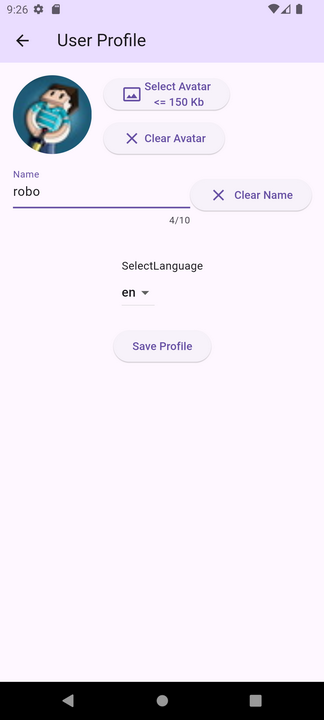 9:26
User Profile
Select Avatar
<= 150 Kb
Clear Avatar
Name
robo
Clear Name
4/10
SelectLanguage
en
Save Profile